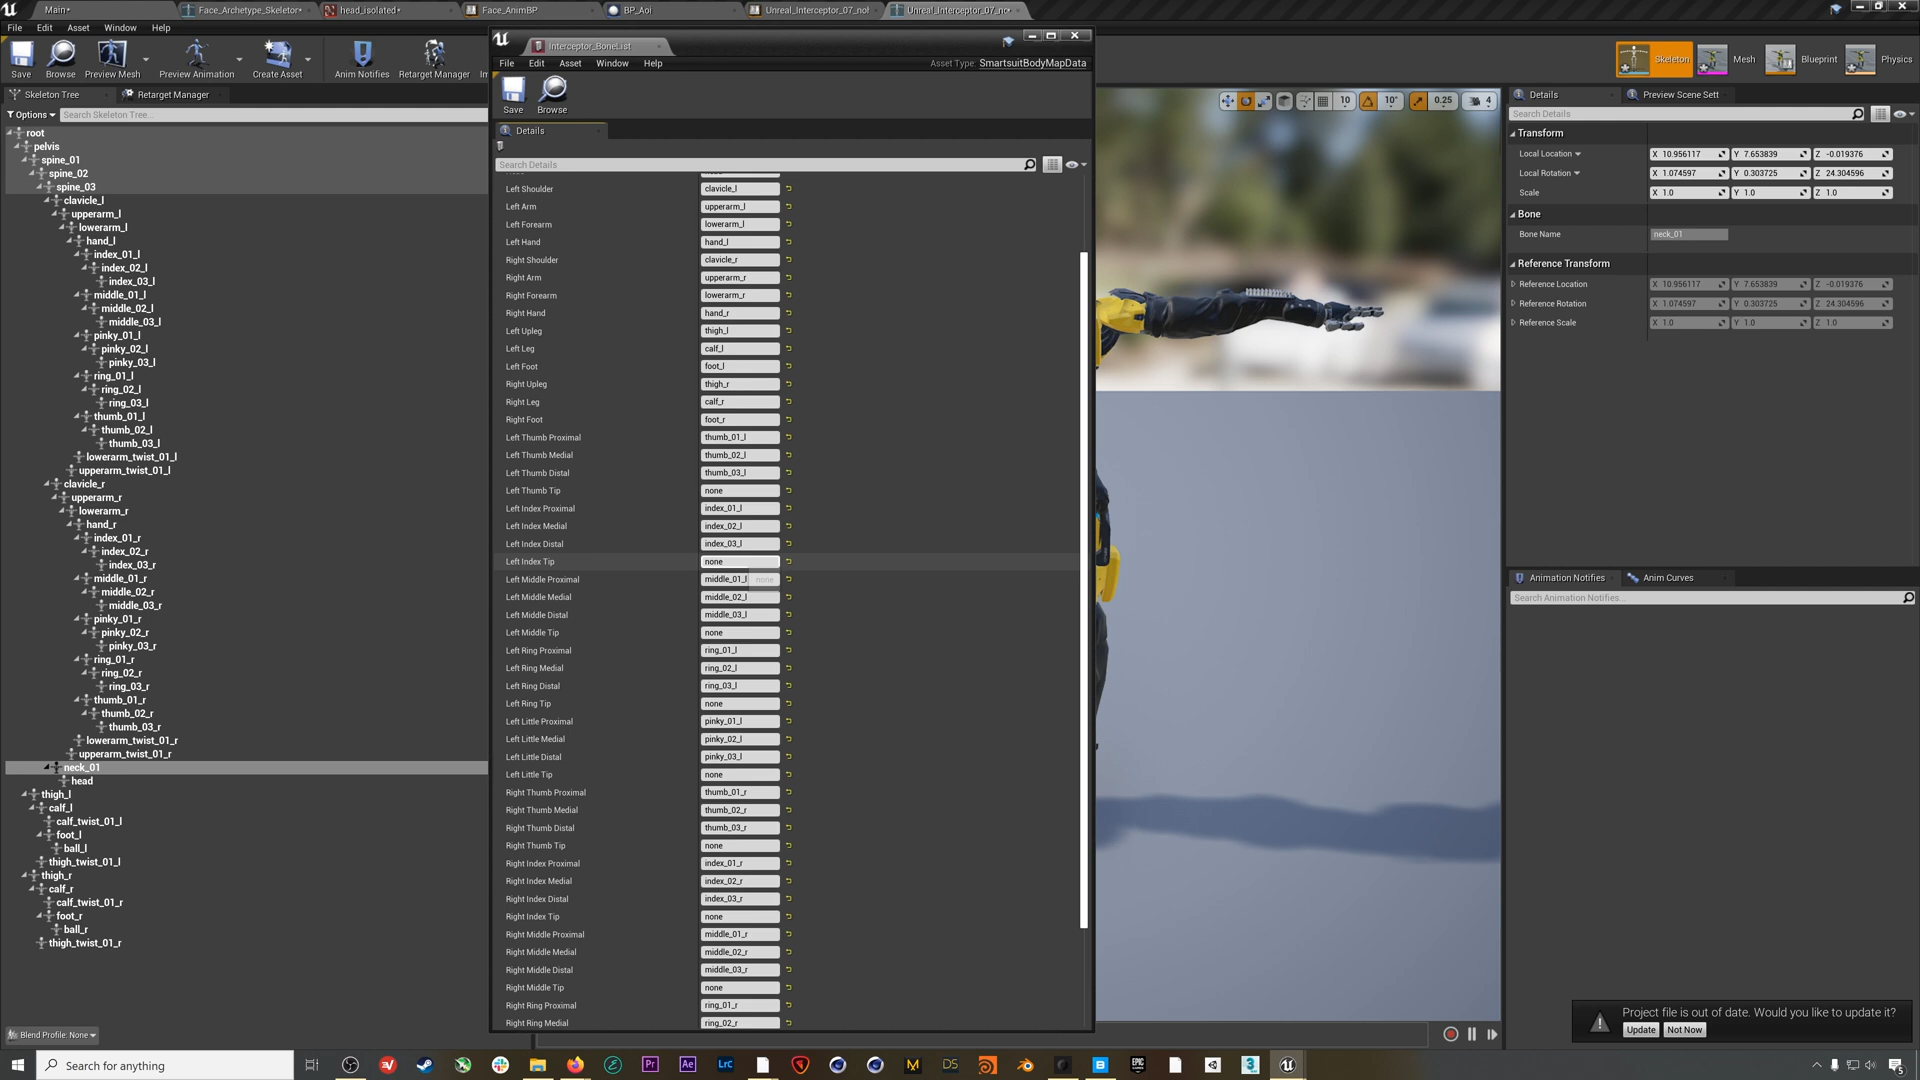 Main•
Face_Archetype_Skeletor•
head_isolated•
Face_AnimBP
BP_Aoi
Unreal_Interceptor_07_nol
Unreal_Interceptor_07_no•
File Edit Asset Window Help
Save
Browse
Preview Mesh
Preview Animation
Create Asset
Anim Notifies
Retarget Manager
Skeleton
Mesh
Blueprint
Physics
Skeleton Tree
Retarget Manager
Options
Search Skeleton Tree...
root
pelvis
spine_01
spine_02
spine_03
clavicle_l
upperarm_l
lowerarm_l
hand_l
index_01_l
index_02_l
index_03_l
middle_01_l
middle_02_l
middle_03_l
pinky_01_l
pinky_02_l
pinky_03_l
ring_01_l
ring_02_l
ring_03_l
thumb_01_l
thumb_02_l
thumb_03_l
lowerarm_twist_01_l
upperarm_twist_01_l
clavicle_r
upperarm_r
lowerarm_r
hand_r
index_01_r
index_02_r
index_03_r
middle_01_r
middle_02_r
middle_03_r
pinky_01_r
pinky_02_r
pinky_03_r
ring_01_r
ring_02_r
ring_03_r
thumb_01_r
thumb_02_r
thumb_03_r
lowerarm_twist_01_r
upperarm_twist_01_r
neck_01
head
thigh_l
calf_l
calf_twist_01_l
foot_l
ball_l
thigh_twist_01_l
thigh_r
calf_r
calf_twist_01_r
foot_r
ball_r
thigh_twist_01_r
Blend Profile: None
Interceptor_BoneList
File Edit Asset Window Help
Asset Type: SmartsuitBodyMapData
Save
Browse
Details
Search Details
Left Shoulder clavicle_l
Left Arm upperarm_l
Left Forearm lowerarm_l
Left Hand hand_l
Right Shoulder clavicle_r
Right Arm upperarm_r
Right Forearm lowerarm_r
Right Hand hand_r
Left Upleg thigh_l
Left Leg calf_l
Left Foot foot_l
Right Upleg thigh_r
Right Leg calf_r
Right Foot foot_r
Left Thumb Proximal thumb_01_l
Left Thumb Medial thumb_02_l
Left Thumb Distal thumb_03_l
Left Thumb Tip none
Left Index Proximal index_01_l
Left Index Medial index_02_l
Left Index Distal index_03_l
Left Index Tip none
Left Middle Proximal middle_01_l none
Left Middle Medial middle_02_l
Left Middle Distal middle_03_l
Left Middle Tip none
Left Ring Proximal ring_01_l
Left Ring Medial ring_02_l
Left Ring Distal ring_03_l
Left Ring Tip none
Left Little Proximal pinky_01_l
Left Little Medial pinky_02_l
Left Little Distal pinky_03_l
Left Little Tip none
Right Thumb Proximal thumb_01_r
Right Thumb Medial thumb_02_r
Right Thumb Distal thumb_03_r
Right Thumb Tip none
Right Index Proximal index_01_r
Right Index Medial index_02_r
Right Index Distal index_03_r
Right Index Tip none
Right Middle Proximal middle_01_r
Right Middle Medial middle_02_r
Right Middle Distal middle_03_r
Right Middle Tip none
Right Ring Proximal ring_01_r
Right Ring Medial ring_02_r
10 10° 0.25 4
Details
Preview Scene Sett
Search Details
Transform
Local Location X 10.956117 Y 7.653839 Z -0.019376
Local Rotation X 1.074597 Y 0.303725 Z 24.304596
Scale X 1.0 Y 1.0 Z 1.0
Bone
Bone Name neck_01
Reference Transform
Reference Location X 10.956117 Y 7.653839 Z -0.019376
Reference Rotation X 1.074597 Y 0.303725 Z 24.304596
Reference Scale X 1.0 Y 1.0 Z 1.0
Animation Notifies
Anim Curves
Search Animation Notifies...
Project file is out of date. Would you like to update it?
Update Not Now
Search for anything
Pr
Ae
Lrc
M
DS
B
EPIC
3
5